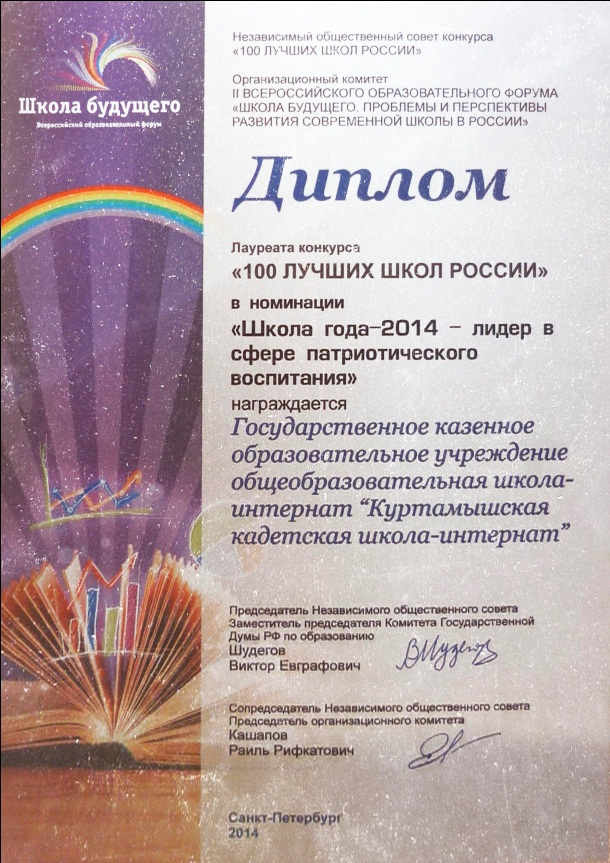 Школа будущего
Всероссийский образовательный форум
Независимый общественный совет конкурса
«100 ЛУЧШИХ ШКОЛ РОССИИ»
Организационный комитет
II ВСЕРОССИЙСКОГО ОБРАЗОВАТЕЛЬНОГО ФОРУМА
«ШКОЛА БУДУЩЕГО. ПРОБЛЕМЫ И ПЕРСПЕКТИВЫ
РАЗВИТИЯ СОВРЕМЕННОЙ ШКОЛЫ В РОССИИ»
Диплом
Лауреата конкурса
«100 ЛУЧШИХ ШКОЛ РОССИИ»
в номинации
«Школа года-2014 - лидер в
сфере патриотического
воспитания»
награждается
Государственное казенное
образовательное учреждение
общеобразовательная школа-
интернат “Куртамышская
кадетская школа-интернат”
Председатель Независимого общественного совета
Заместитель председателя Комитета Государственной
Думы РФ по образованию
Шудегов
Виктор Евграфович
ВШудегов
Сопредседатель Независимого общественного совета
Председатель организационного комитета
Кашапов
Раиль Рифкатович
Санкт-Петербург
2014